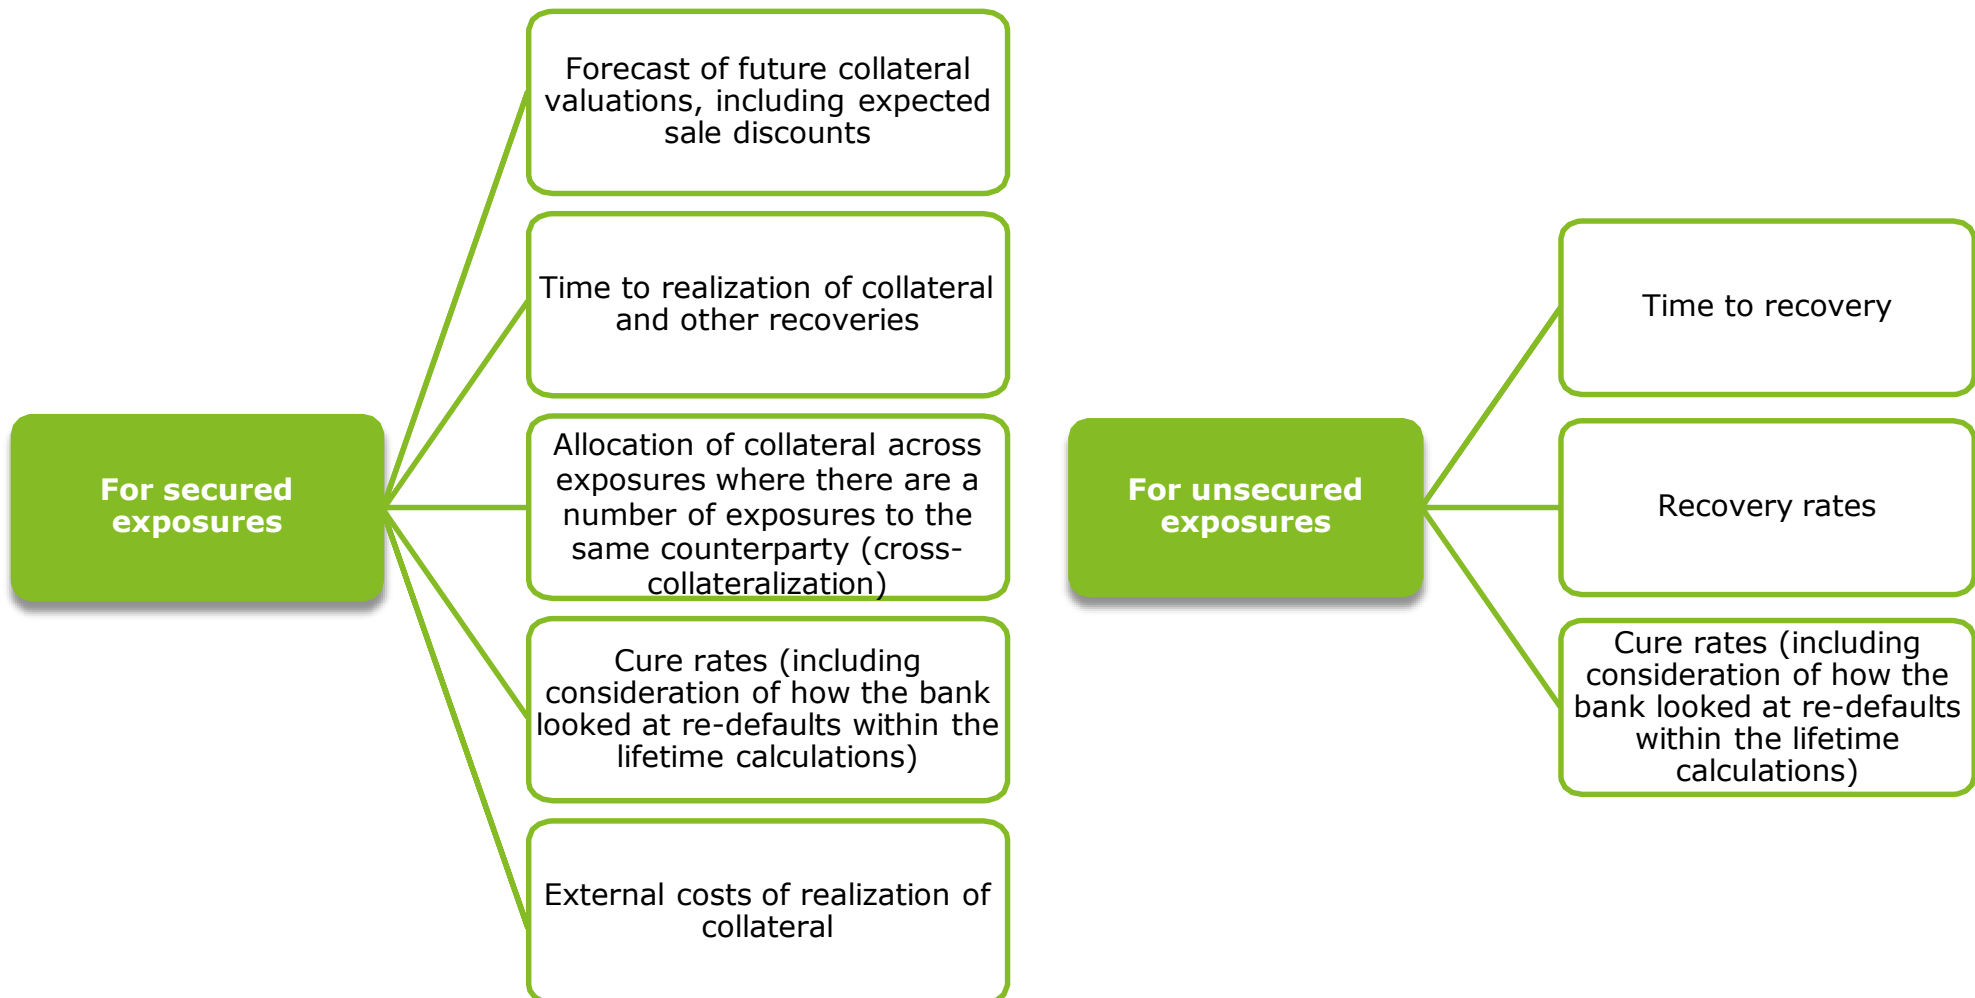 For secured
exposures
Forecast of future collateral
valuations, including expected
sale discounts
Time to realization of collateral
and other recoveries
Allocation of collateral across
exposures where there are a
number of exposures to the
same counterparty (cross-
collateralization)
Cure rates (including
consideration of how the bank
looked at re-defaults within the
lifetime calculations)
External costs of realization of
collateral
For unsecured
exposures
Time to recovery
Recovery rates
Cure rates (including
consideration of how the
bank looked at re-defaults
within the lifetime
calculations)